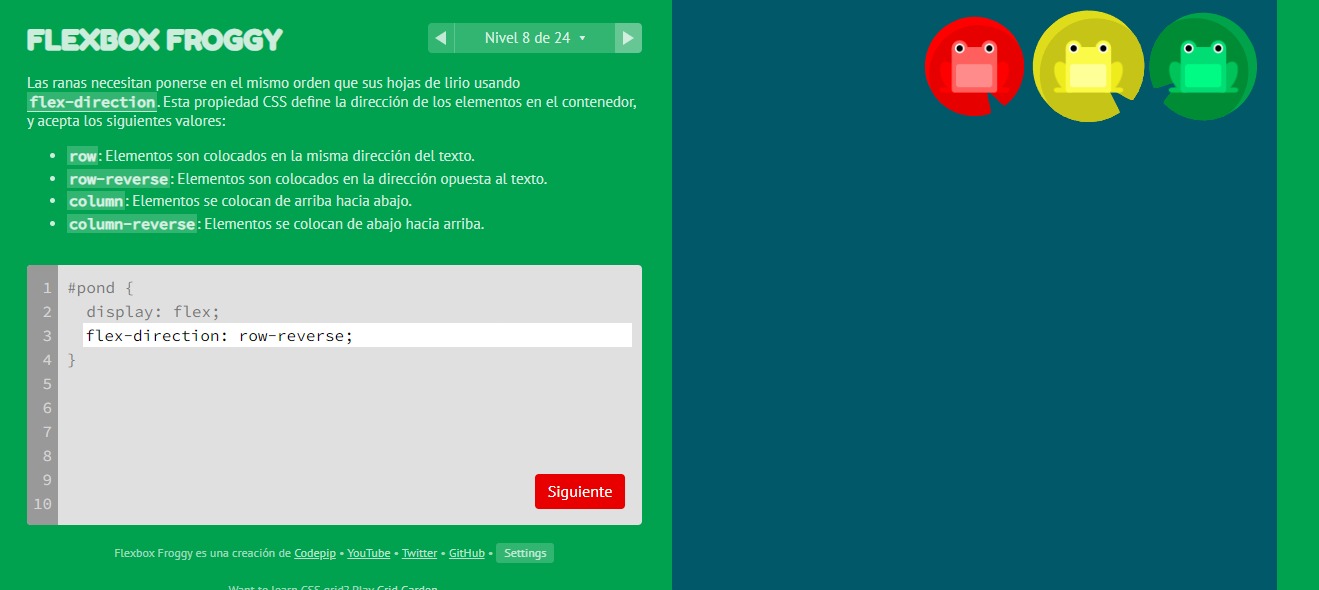 FLEXBOX FROGGY
Nivel 8 de 24
Las ranas necesitan ponerse en el mismo orden que sus hojas de lirio usando
flex-direction. Esta propiedad CSS define la dirección de los elementos en el contenedor,
y acepta los siguientes valores:
• row: Elementos son colocados en la misma dirección del texto.
• row-reverse: Elementos son colocados en la dirección opuesta al texto.
• column: Elementos se colocan de arriba hacia abajo.
• column-reverse: Elementos se colocan de abajo hacia arriba.
1 #pond {
2 display: flex;
3 flex-direction: row-reverse;
4 }
5
6
7
8
9
10
Siguiente
Flexbox Froggy es una creación de Codepip • YouTube • Twitter • GitHub • Settings
Want to learn CSS grid? Play Grid Garden.